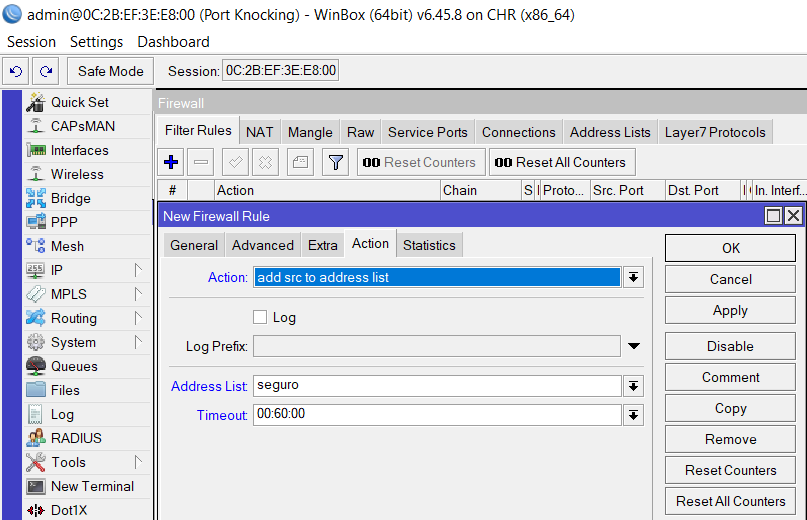 admin@0C:2B:EF:3E:E8:00 (Port Knocking) - WinBox (64bit) v6.45.8 on CHR (x86_64)
Session Settings Dashboard
Safe Mode Session: 0C:2B:EF:3E:E8:00
Quick Set
CAPsMAN
Interfaces
Wireless
Bridge
PPP
Mesh
IP
MPLS
Routing
System
Queues
Files
Log
RADIUS
Tools
New Terminal
Dot1X
Firewall
Filter Rules NAT Mangle Raw Service Ports Connections Address Lists Layer7 Protocols
00 Reset Counters 00 Reset All Counters
# Action Chain S Proto... Src. Port Dst. Port In. Interf...
New Firewall Rule
General Advanced Extra Action Statistics
Action: add src to address list
Log
Log Prefix:
Address List: seguro
Timeout: 00:60:00
OK
Cancel
Apply
Disable
Comment
Copy
Remove
Reset Counters
Reset All Counters